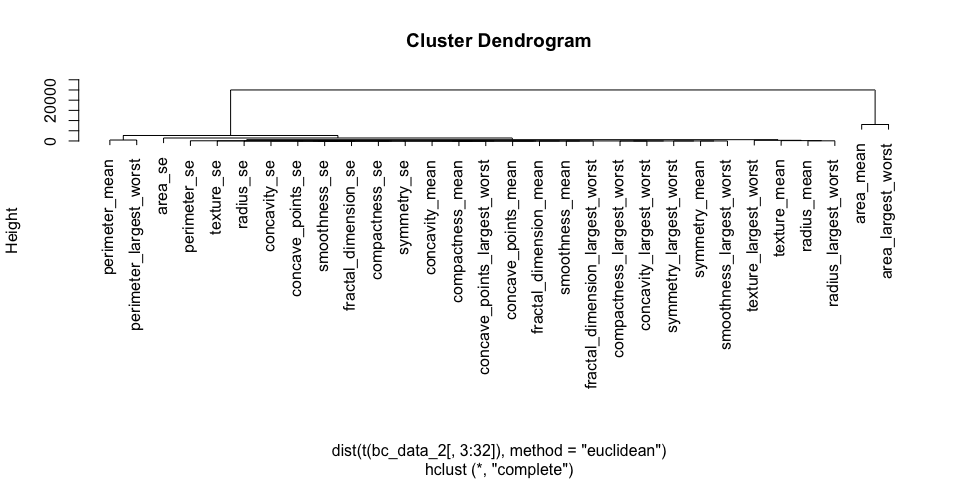 Cluster Dendrogram
Height
0 20000
perimeter_mean
perimeter_largest_worst
area_se
perimeter_se
texture_se
radius_se
concavity_se
concave_points_se
smoothness_se
fractal_dimension_se
compactness_se
symmetry_se
concavity_mean
compactness_mean
concave_points_largest_worst
concave_points_mean
fractal_dimension_mean
smoothness_mean
fractal_dimension_largest_worst
compactness_largest_worst
concavity_largest_worst
symmetry_largest_worst
symmetry_mean
smoothness_largest_worst
texture_largest_worst
texture_mean
radius_mean
radius_largest_worst
area_mean
area_largest_worst
dist(t(bc_data_2[, 3:32]), method = "euclidean")
hclust (*, "complete")